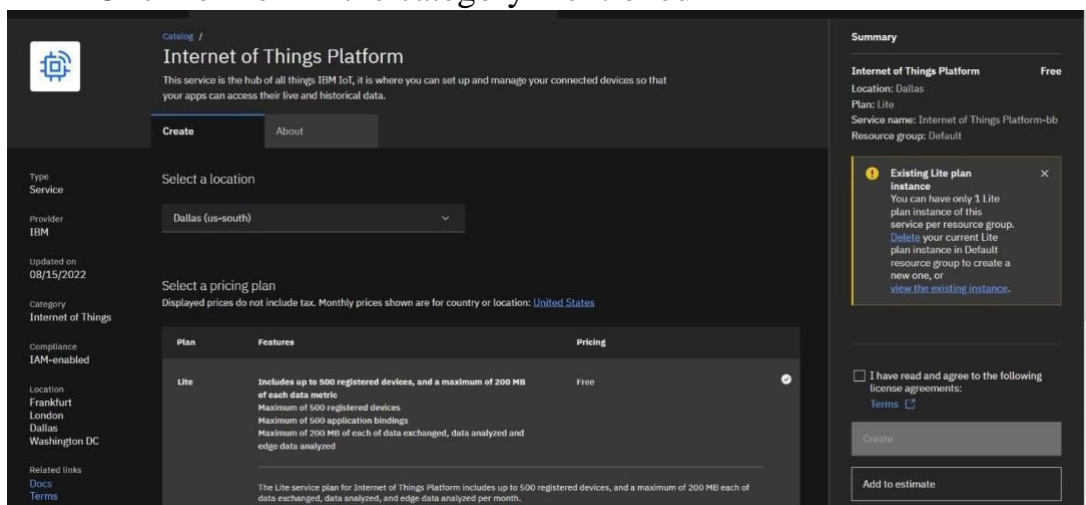 Catalog /
Internet of Things Platform
This service is the hub of all things IBM IoT, it is where you can set up and manage your connected devices so that
your apps can access their live and historical data.
Create
About
Type
Service
Provider
IBM
Updated on
08/15/2022
Category
Internet of Things
Compliance
IAM-enabled
Location
Frankfurt
London
Dallas
Washington DC
Related links
Docs
Terms
Select a location
Dallas (us-south)
Select a pricing plan
Displayed prices do not include tax. Monthly prices shown are for country or location: United States
Plan
Features
Pricing
Lite
Includes up to 500 registered devices, and a maximum of 200 MB
of each data metric
Maximum of 500 registered devices
Maximum of 500 application bindings
Maximum of 200 MB of each of data exchanged, data analyzed and
edge data analyzed
Free
The Lite service plan for Internet of Things Platform includes up to 500 registered devices, and a maximum of 200 MB each of
data exchanged, data analyzed, and edge data analyzed per month.
Summary
Internet of Things Platform Free
Location: Dallas
Plan: Lite
Service name: Internet of Things Platform-bb
Resource group: Default
Existing Lite plan
instance
You can have only 1 Lite
plan instance of this
service per resource group.
Delete your current Lite
plan instance in Default
resource group to create a
new one, or
view the existing instance.
I have read and agree to the following
license agreements:
Terms
Create
Add to estimate